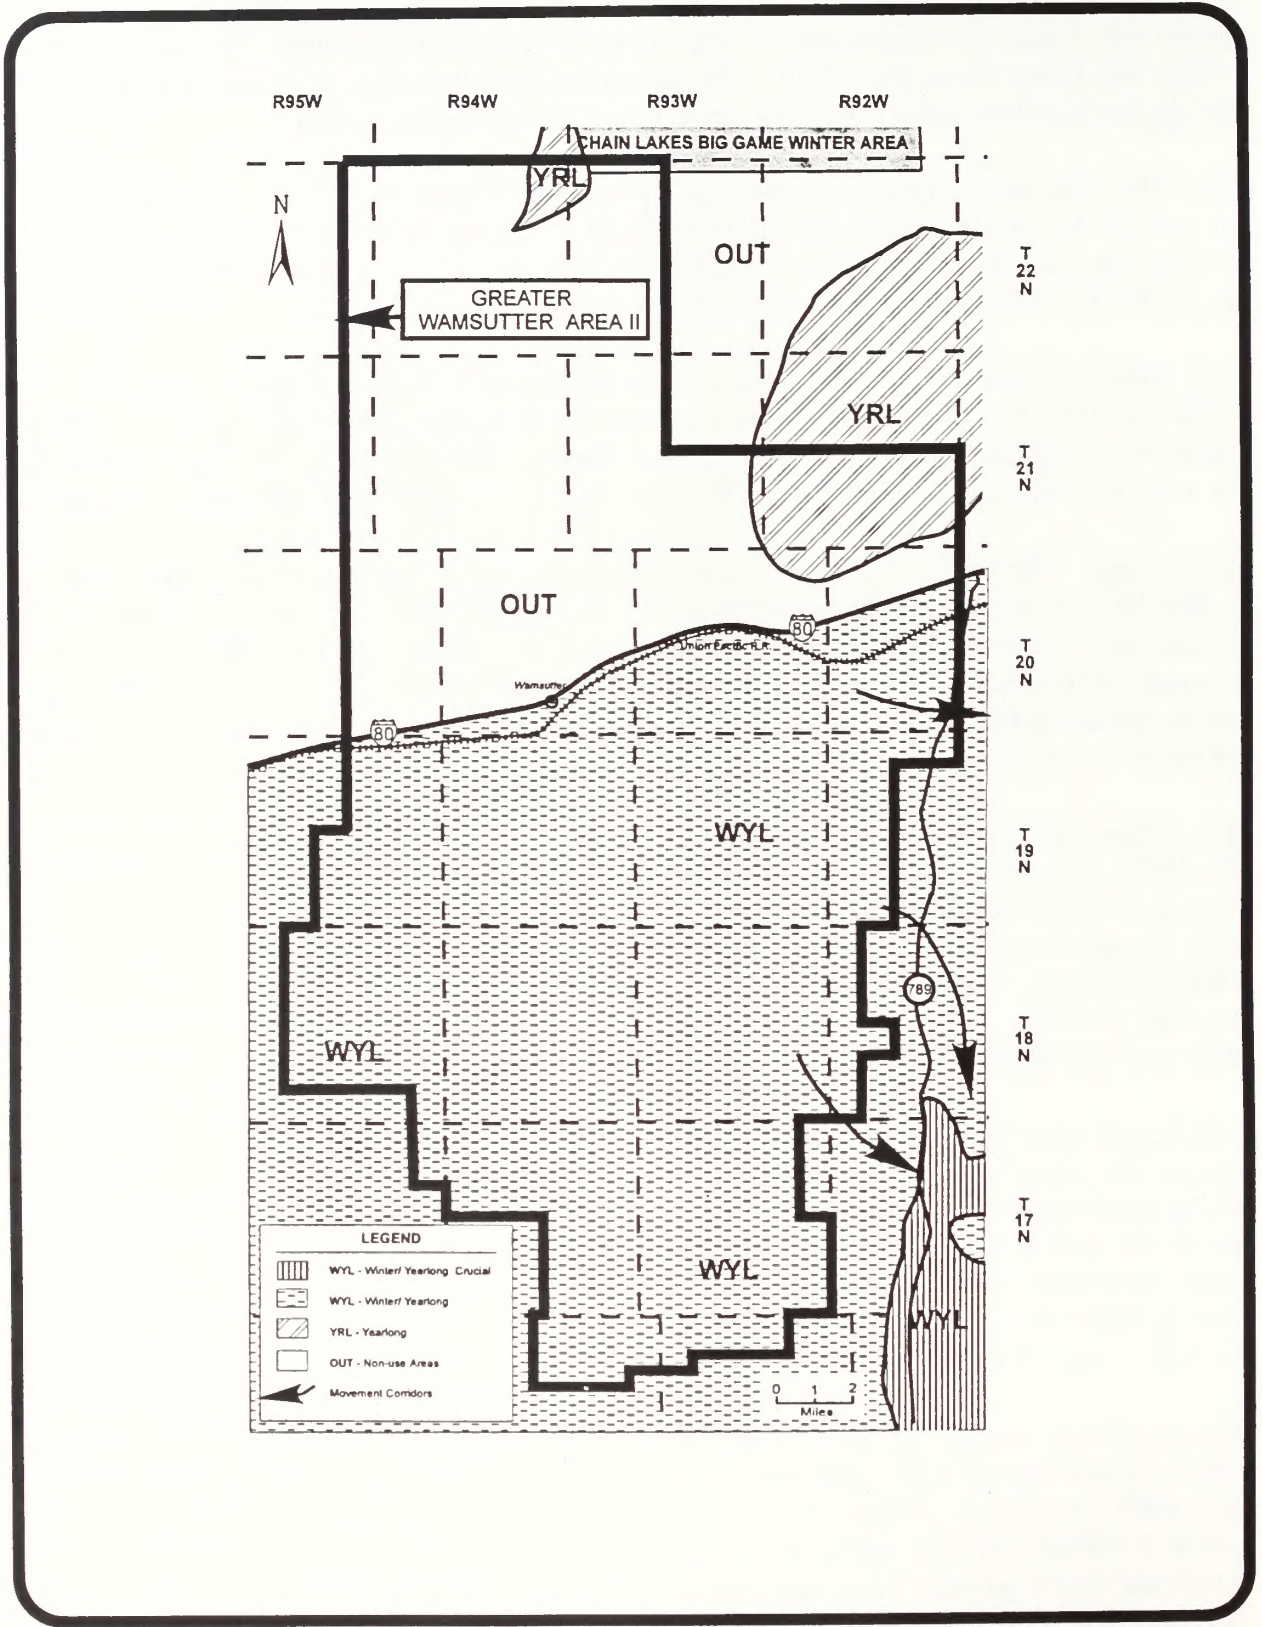 R95W R94W R93W R92W
CHAIN LAKES BIG GAME WINTER AREA
YRL
N
OUT
T
22
N
GREATER
WAMSUTTER AREA II
YRL
T
21
N
OUT
80
Union Pacific R.R.
T
20
N
Wamsutter
80
WYL
T
19
N
789
WYL
T
18
N
T
17
N
LEGEND
WYL - Winter/ Yearlong Crucial
WYL
WYL - Winter/ Yearlong
WYL
YRL - Yearlong
OUT - Non-use Areas
Movement Corridors
0 1 2
Miles